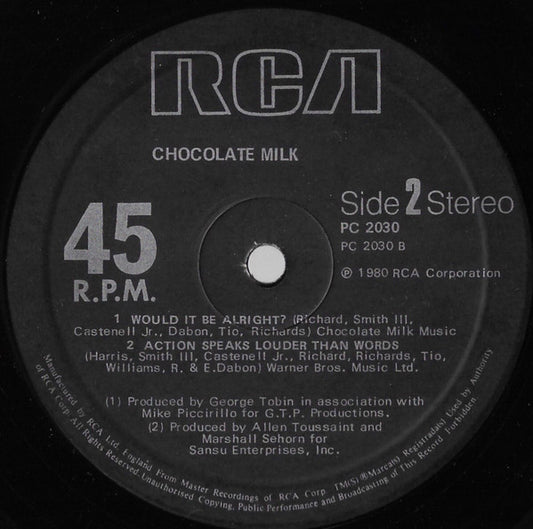 RCA
CHOCOLATE MILK
45
R.P.M.
Side 2 Stereo
PC 2030
PC 2030 B
℗ 1980 RCA Corporation
1 WOULD IT BE ALRIGHT? (Richard, Smith III,
Castenell Jr., Dabon, Tio, Richards) Chocolate Milk Music
2 ACTION SPEAKS LOUDER THAN WORDS
(Harris, Smith III, Castenell Jr., Richard, Richards, Tio,
Williams, R. & E.Dabon) Warner Bros. Music Ltd.
(1) Produced by George Tobin in association with
Mike Piccirillo for G.T.P. Productions.
(2) Produced by Allen Toussaint and
Marshall Sehorn for
Sansu Enterprises, Inc.
Manufactured by RCA Ltd. England From Master Recordings of RCA Corp. TM(S)®Marca(s) Registrada(s) Used by Authority
of RCA Corp. All Rights Reserved. Unauthorised Copying, Public Performance and Broadcasting of This Record Forbidden